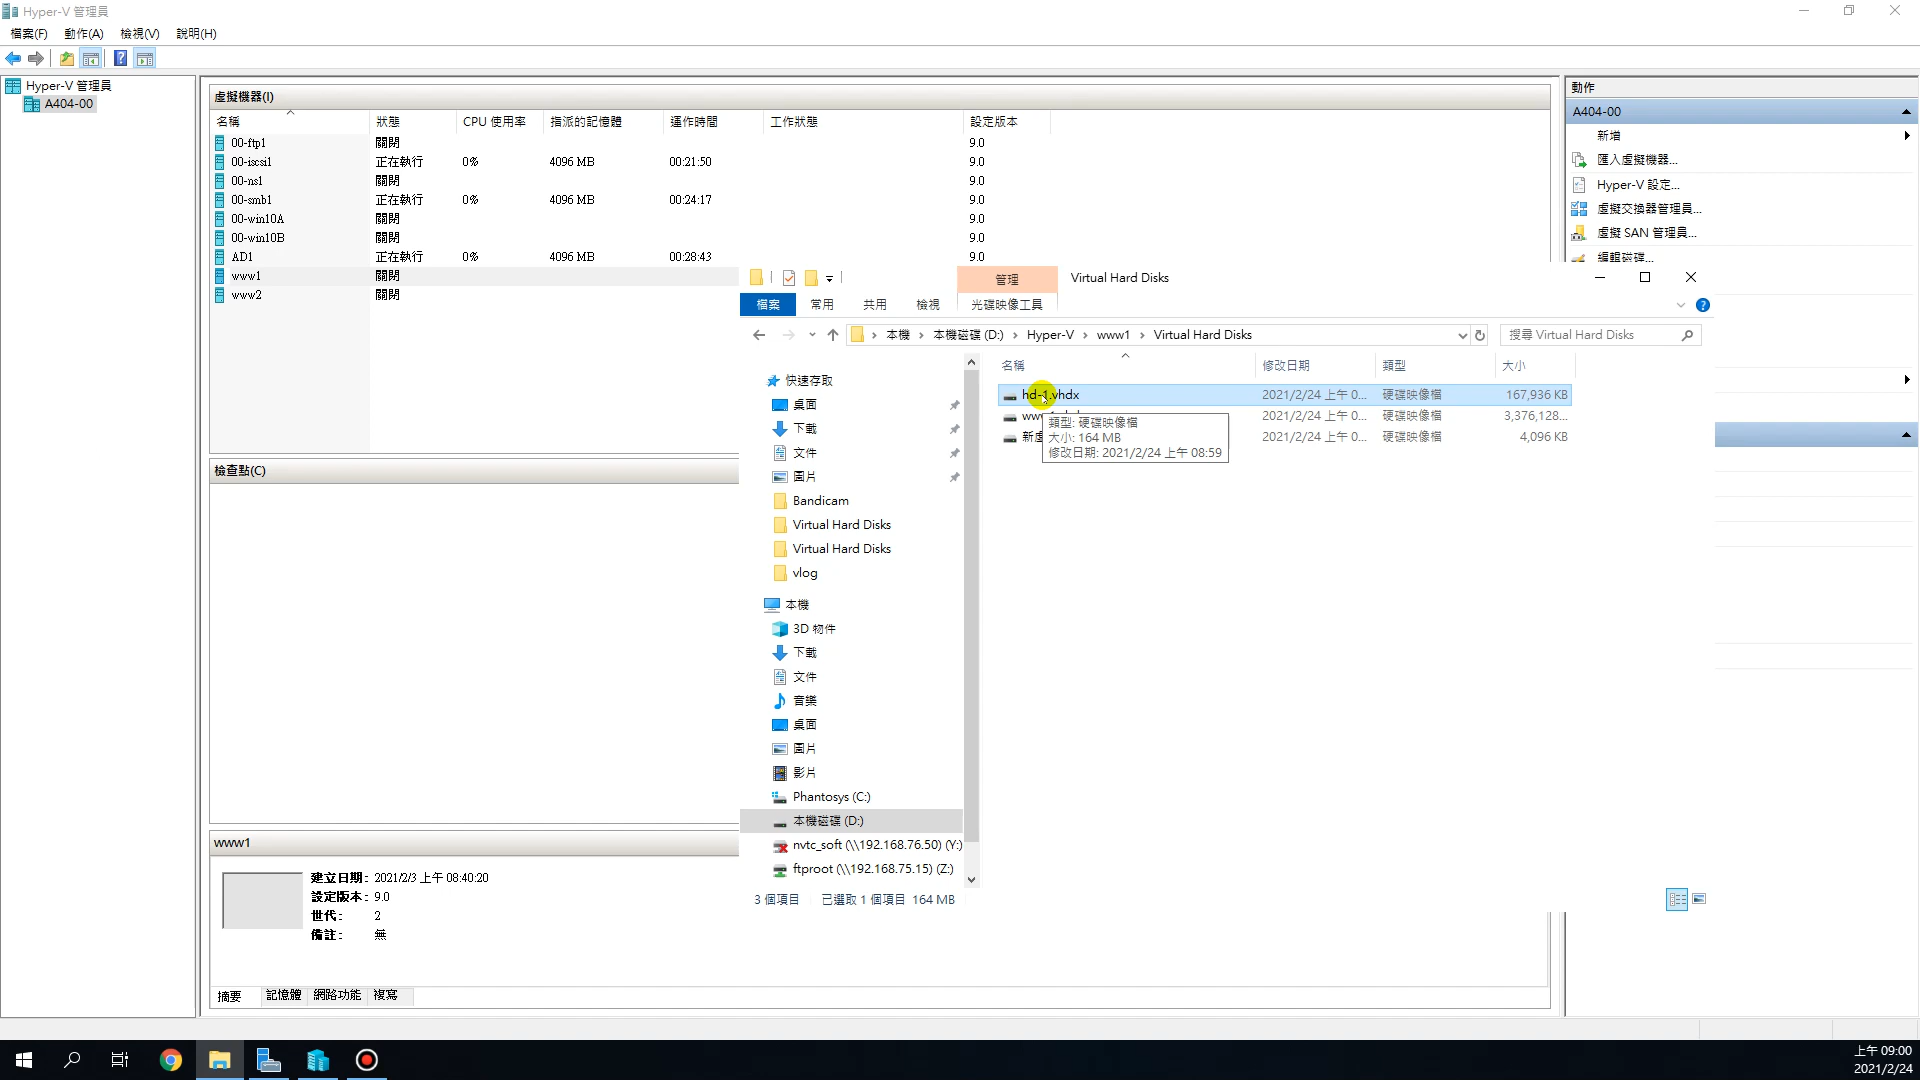 Hyper-V 管理員
檔案(F) 動作(A) 檢視(V) 說明(H)
Hyper-V 管理員
A404-00
虛擬機器(I)
名稱 狀態 CPU 使用率 指派的記憶體 運作時間 工作狀態 設定版本
00-ftp1 關閉 9.0
00-iscsi1 正在執行 0% 4096 MB 00:21:50 9.0
00-ns1 關閉 9.0
00-smb1 正在執行 0% 4096 MB 00:24:17 9.0
00-win10A 關閉 9.0
00-win10B 關閉 9.0
AD1 正在執行 0% 4096 MB 00:28:43 9.0
www1 關閉
www2 關閉
檢查點(C)
www1
建立日期: 2021/2/3 上午 08:40:20
設定版本: 9.0
世代: 2
備註: 無
摘要 記憶體 網路功能 複寫
動作
A404-00
新增
匯入虛擬機器...
Hyper-V 設定...
虛擬交換器管理員...
虛擬 SAN 管理員...
編輯磁碟...
管理 Virtual Hard Disks
檔案 常用 共用 檢視 光碟映像工具
本機 本機磁碟 (D:) Hyper-V www1 Virtual Hard Disks 搜尋 Virtual Hard Disks
快速存取
桌面
下載
文件
圖片
Bandicam
Virtual Hard Disks
Virtual Hard Disks
vlog
本機
3D 物件
下載
文件
音樂
桌面
圖片
影片
Phantosys (C:)
本機磁碟 (D:)
nvtc_soft (\\192.168.76.50) (Y:)
ftproot (\\192.168.75.15) (Z:)
名稱 修改日期 類型 大小
hd-1.vhdx 2021/2/24 上午 0... 硬碟映像檔 167,936 KB
2021/2/24 上午 0... 硬碟映像檔 3,376,128...
2021/2/24 上午 0... 硬碟映像檔 4,096 KB
類型: 硬碟映像檔
大小: 164 MB
修改日期: 2021/2/24 上午 08:59
3 個項目 已選取 1 個項目 164 MB
上午 09:00
2021/2/24